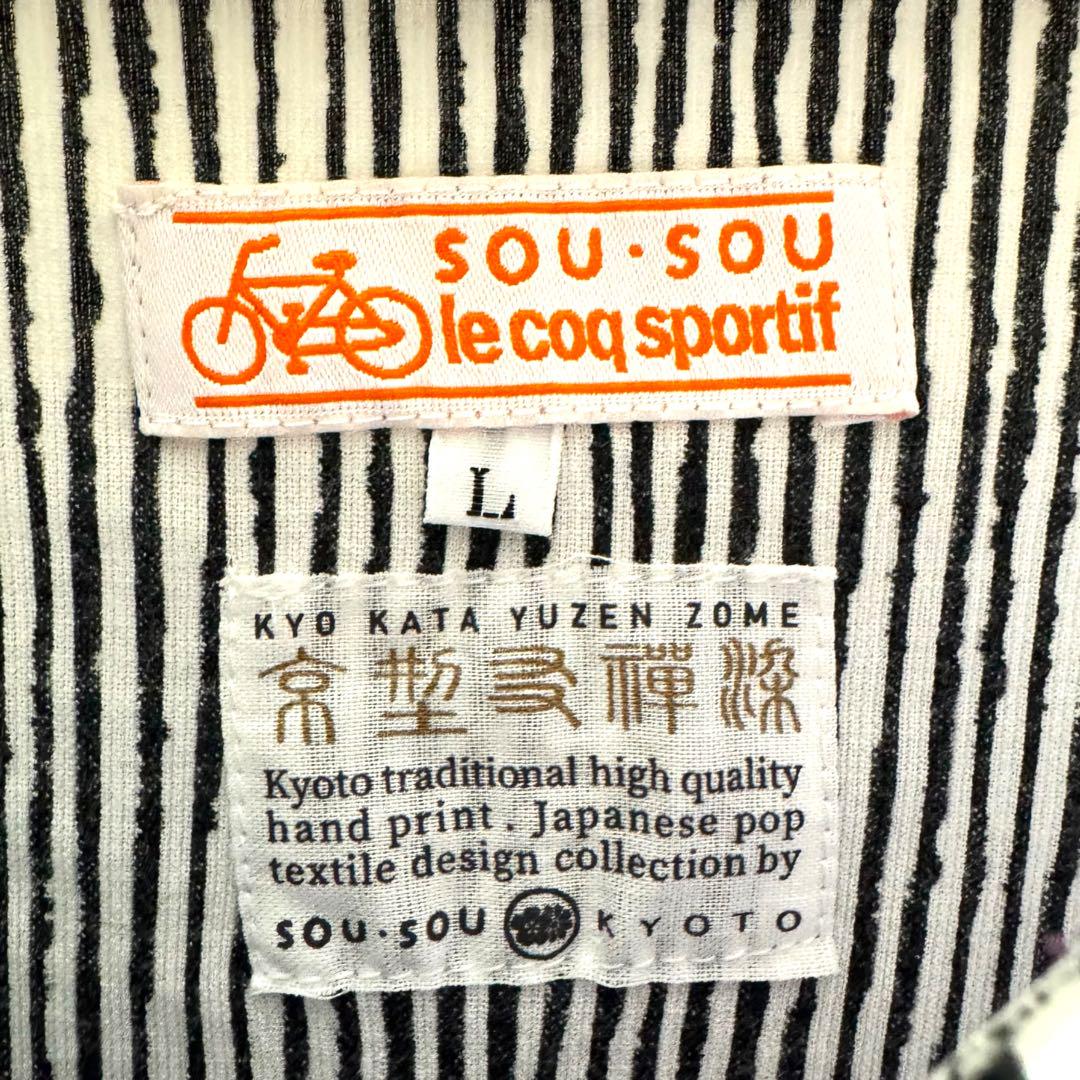 SOU・SOU
le coq sportif
L
KYO KATA YUZEN ZOME
京型友禅染
Kyoto traditional high quality
hand print. Japanese pop
textile design collection by
SOU・SOU KYOTO